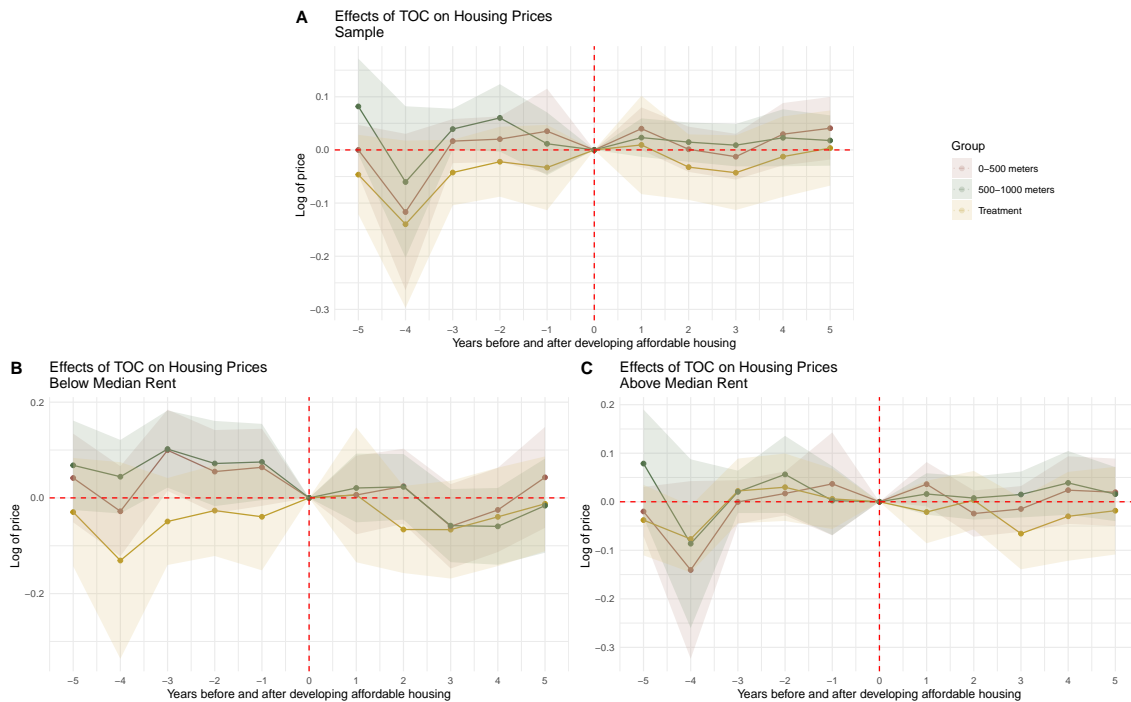 A
Effects of TOC on Housing Prices
Sample
0.1
0.0
−0.1
−0.2
−0.3
Log of price
−5 −4 −3 −2 −1 0 1 2 3 4 5
Years before and after developing affordable housing
Group
0−500 meters
500−1000 meters
Treatment
B
Effects of TOC on Housing Prices
Below Median Rent
0.2
0.0
−0.2
Log of price
−5 −4 −3 −2 −1 0 1 2 3 4 5
Years before and after developing affordable housing
C
Effects of TOC on Housing Prices
Above Median Rent
0.2
0.1
0.0
−0.1
−0.2
−0.3
Log of price
−5 −4 −3 −2 −1 0 1 2 3 4 5
Years before and after developing affordable housing